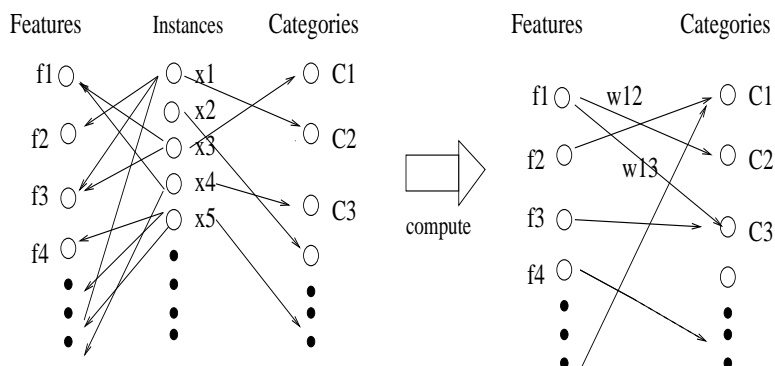 Features Instances Categories
f1 x1 C1
x2
f2 C2
x3
f3 x4 C3
x5
f4
compute
Features Categories
f1 w12 C1
f2 C2
w13
f3 C3
f4